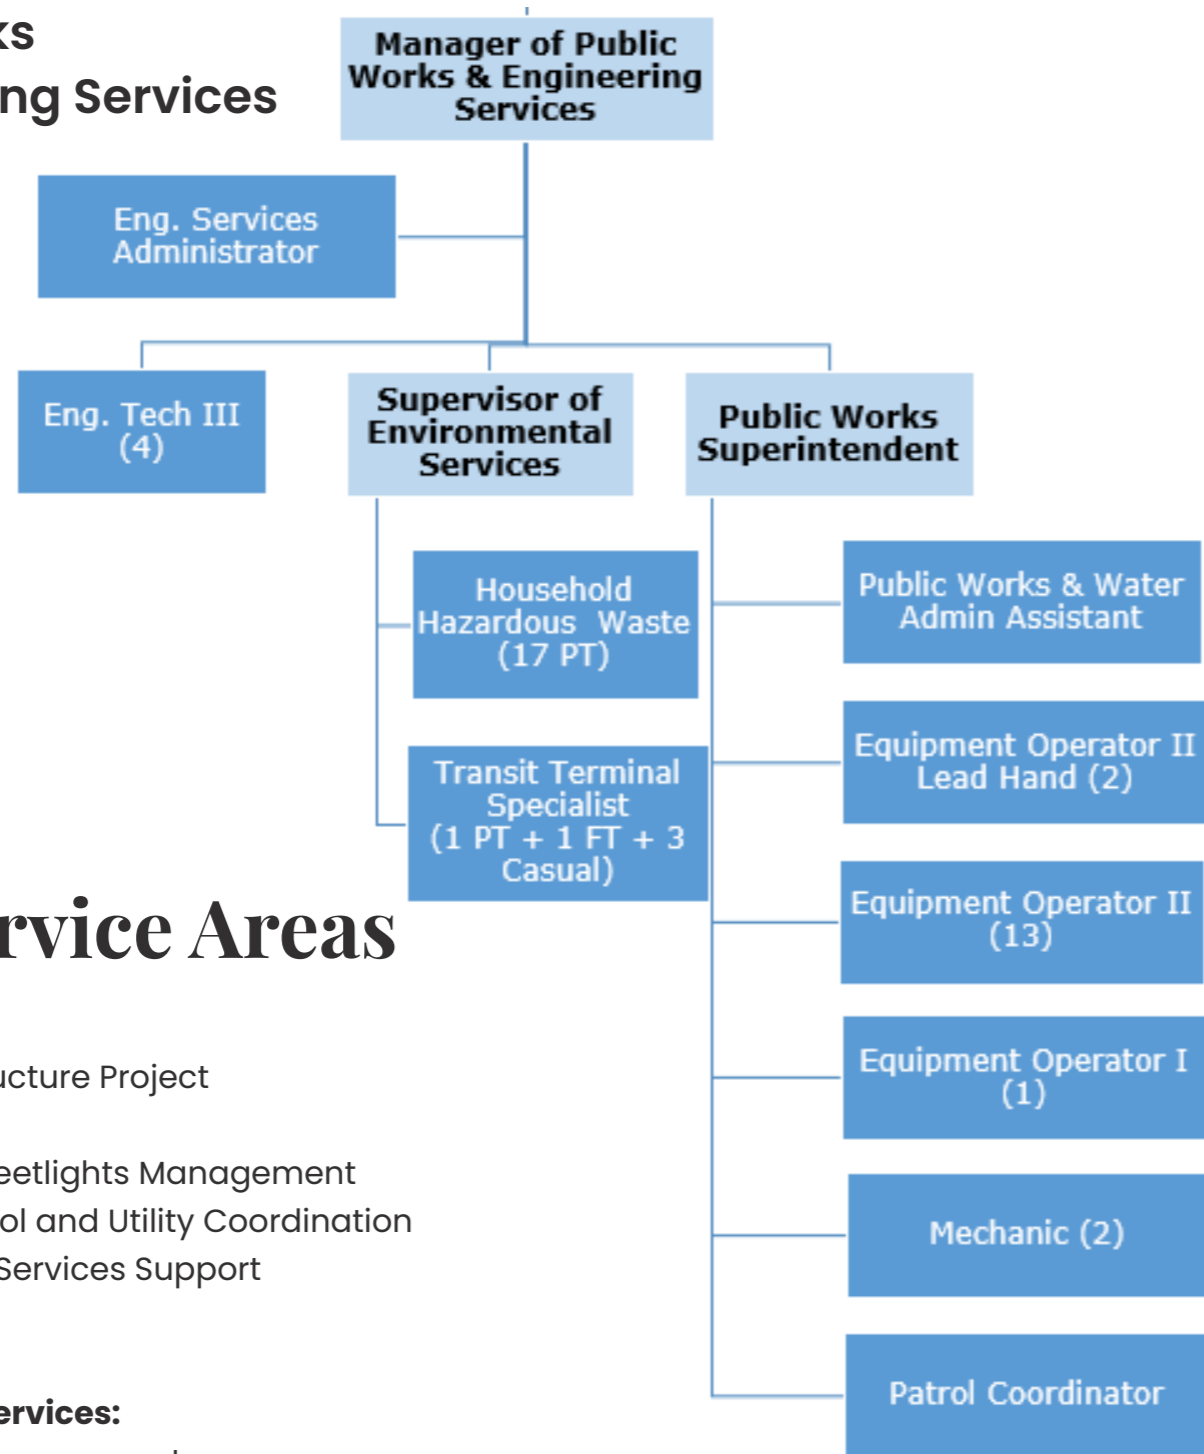 ks
ng Services
Manager of Public
Works & Engineering
Services
Eng. Services
Administrator
Eng. Tech III
(4)
Supervisor of
Environmental
Services
Public Works
Superintendent
Household
Hazardous Waste
(17 PT)
Transit Terminal
Specialist
(1 PT + 1 FT + 3
Casual)
Public Works & Water
Admin Assistant
Equipment Operator II
Lead Hand (2)
Equipment Operator II
(13)
Equipment Operator I
(1)
Mechanic (2)
Patrol Coordinator
rvice Areas
ucture Project
eetlights Management
ol and Utility Coordination
Services Support
ervices: